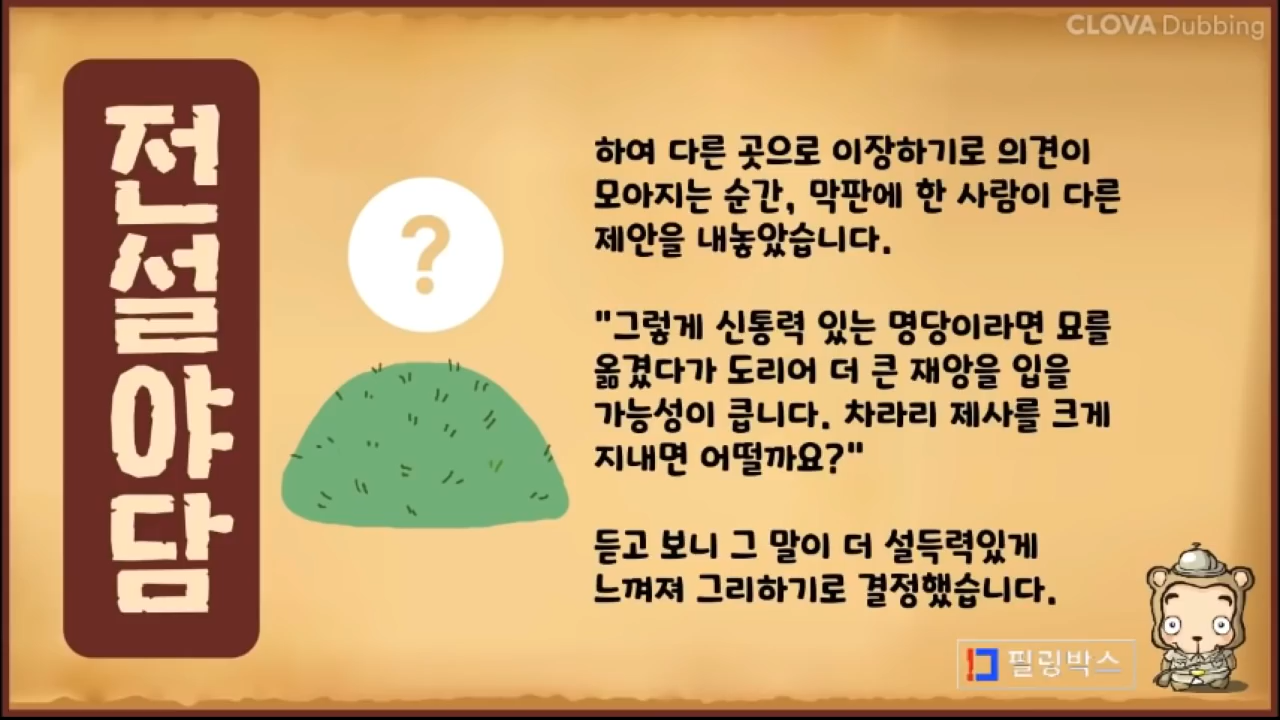 CLOVA Dubbing
전설야담
?
하여 다른 곳으로 이장하기로 의견이
모아지는 순간, 막판에 한 사람이 다른
제안을 내놓았습니다.
"그렇게 신통력 있는 명당이라면 묘를
옮겼다가 도리어 더 큰 재앙을 입을
가능성이 큽니다. 차라리 제사를 크게
지내면 어떨까요?"
듣고 보니 그 말이 더 설득력있게
느껴져 그리하기로 결정했습니다.
필링박스